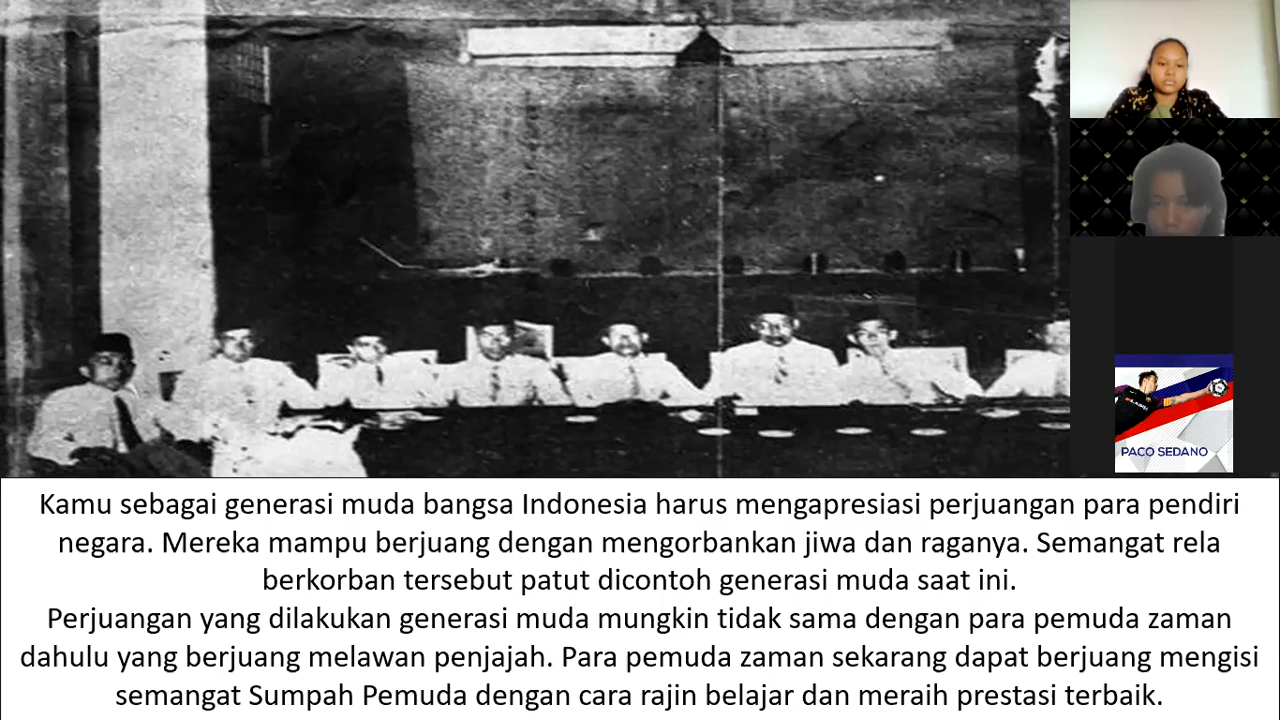 PACO SEDANO
Kamu sebagai generasi muda bangsa Indonesia harus mengapresiasi perjuangan para pendiri
negara. Mereka mampu berjuang dengan mengorbankan jiwa dan raganya. Semangat rela
berkorban tersebut patut dicontoh generasi muda saat ini.
Perjuangan yang dilakukan generasi muda mungkin tidak sama dengan para pemuda zaman
dahulu yang berjuang melawan penjajah. Para pemuda zaman sekarang dapat berjuang mengisi
semangat Sumpah Pemuda dengan cara rajin belajar dan meraih prestasi terbaik.